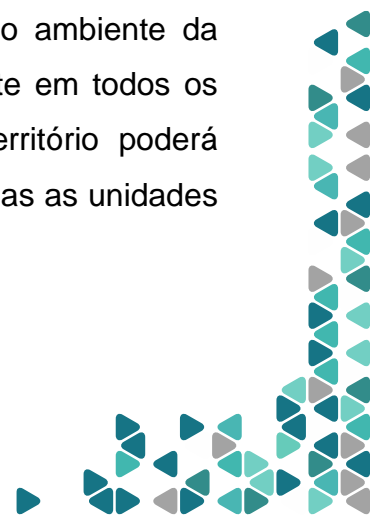 o ambiente da
te em todos os
erritório poderá
as as unidades